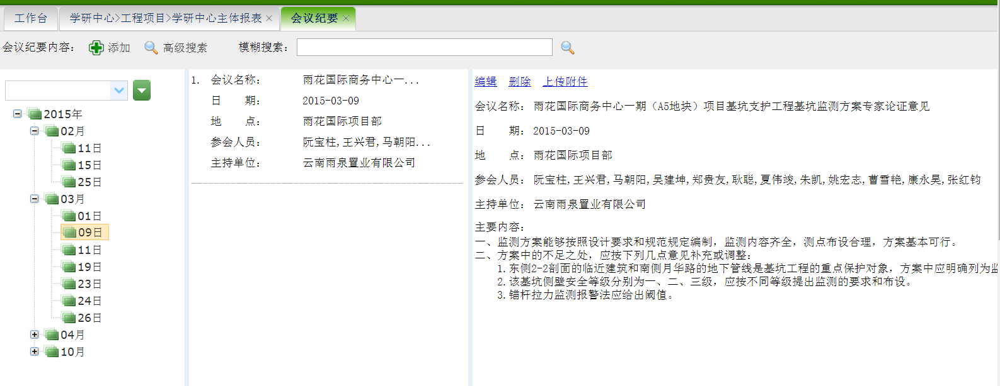 工作台 学研中心>工程项目>学研中心主体报表 会议纪要
会议纪要内容： 添加 高级搜索 模糊搜索：
2015年
02月
11日
15日
25日
03月
01日
09日
11日
19日
23日
24日
26日
04月
10月
1. 会议名称： 雨花国际商务中心一...
日 期： 2015-03-09
地 点： 雨花国际项目部
参会人员： 阮宝柱,王兴君,马朝阳...
主持单位： 云南雨泉置业有限公司
编辑 删除 上传附件
会议名称： 雨花国际商务中心一期（A5地块）项目基坑支护工程基坑监测方案专家论证意见
日 期： 2015-03-09
地 点： 雨花国际项目部
参会人员： 阮宝柱,王兴君,马朝阳,吴建坤,郑贵友,耿聪,夏伟竣,朱凯,姚宏志,曹雪艳,康永昊,张红钧
主持单位： 云南雨泉置业有限公司
主要内容：
一、监测方案能够按照设计要求和规范规定编制，监测内容齐全，测点布设合理，方案基本可行。
二、方案中的不足之处，应按下列几点意见补充或调整：
1.东侧2-2剖面的临近建筑和南侧月华路的地下管线是基坑工程的重点保护对象，方案中应明确列为
2.该基坑侧壁安全等级分别为一、二、三级，应按不同等级提出监测的要求和布设。
3.锚杆拉力监测报警法应给出阈值。